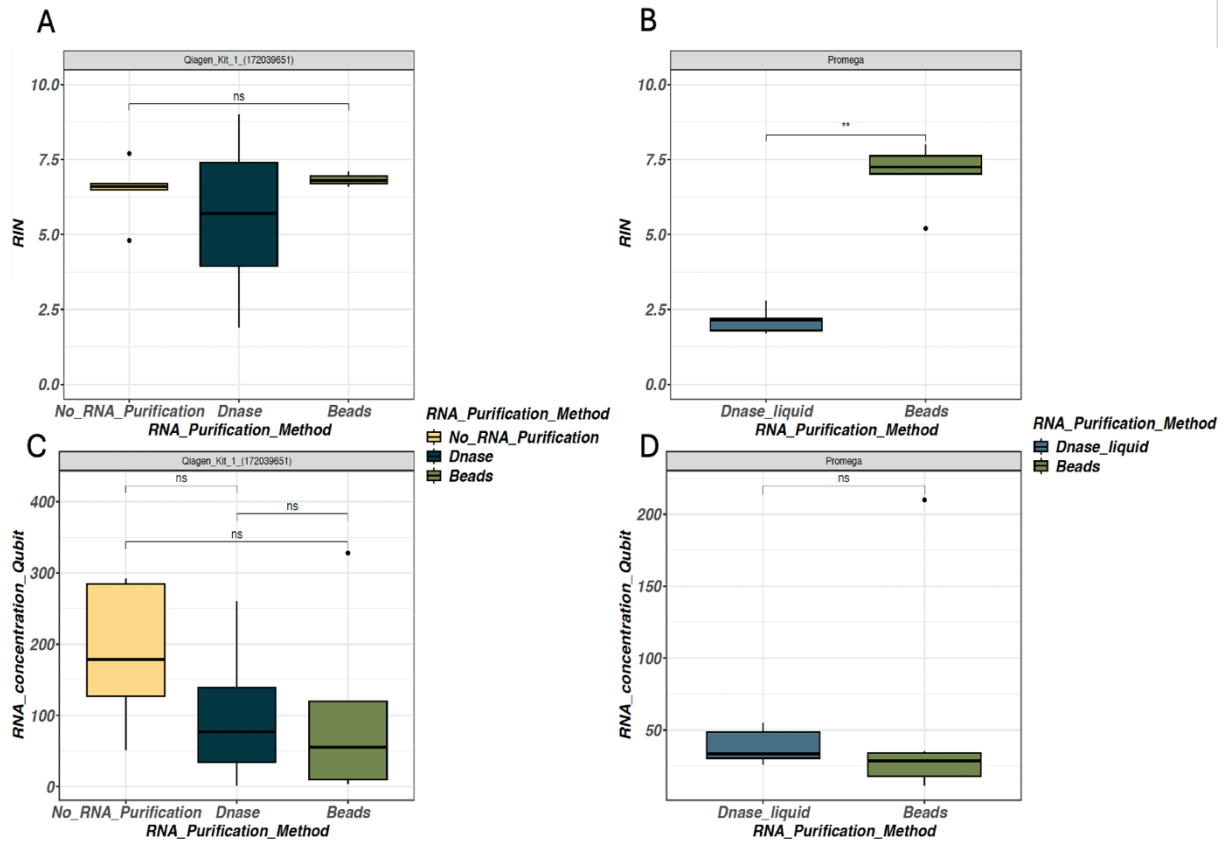 A
Qiagen_Kit_1_(172039651)
10.0
7.5
5.0
2.5
0.0
RIN
ns
No_RNA_Purification Dnase Beads
RNA_Purification_Method
B
Promega
10.0
7.5
5.0
2.5
0.0
RIN
**
Dnase_liquid Beads
RNA_Purification_Method
RNA_Purification_Method
No_RNA_Purification
Dnase
Beads
RNA_Purification_Method
Dnase_liquid
Beads
C
Qiagen_Kit_1_(172039651)
400
300
200
100
0
RNA_concentration_Qubit
ns
ns
ns
No_RNA_Purification Dnase Beads
RNA_Purification_Method
D
Promega
200
150
100
50
RNA_concentration_Qubit
ns
Dnase_liquid Beads
RNA_Purification_Method